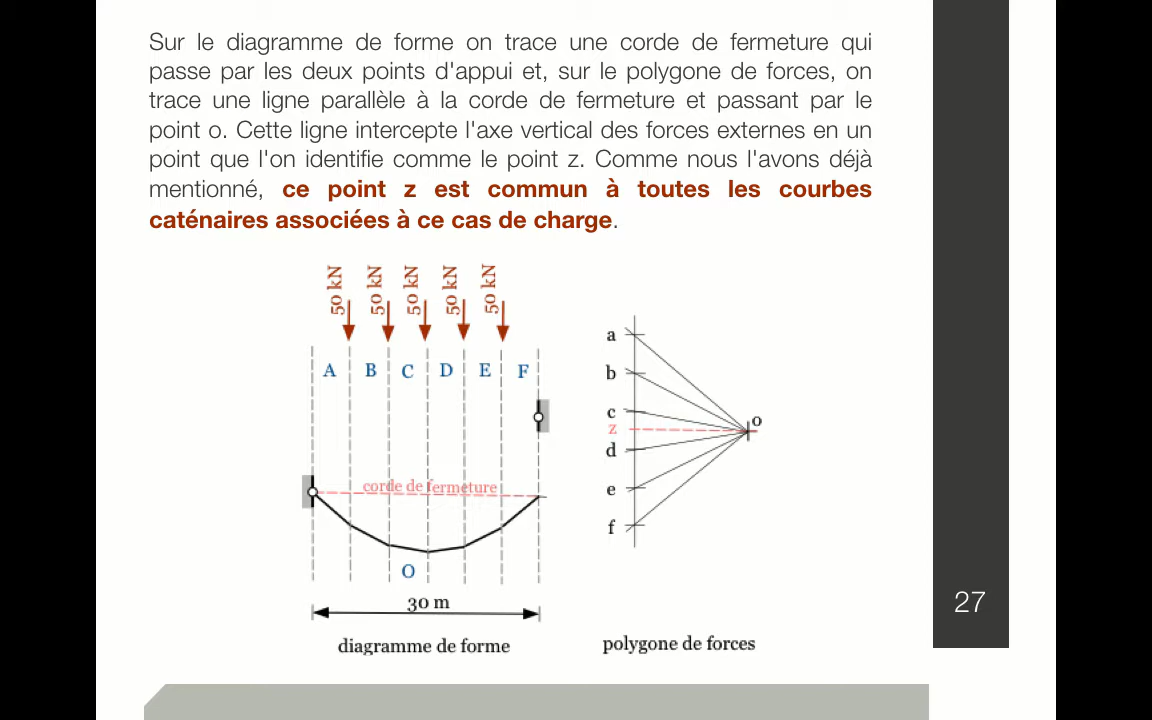 Sur le diagramme de forme on trace une corde de fermeture qui
passe par les deux points d'appui et, sur le polygone de forces, on
trace une ligne parallèle à la corde de fermeture et passant par le
point o. Cette ligne intercepte l'axe vertical des forces externes en un
point que l'on identifie comme le point z. Comme nous l'avons déjà
mentionné, ce point z est commun à toutes les courbes
caténaires associées à ce cas de charge.
50 kN 50 kN 50 kN 50 kN 50 kN
A B C D E F
corde de fermeture
O
30 m
diagramme de forme
a
b
c
z
d
e
f
o
polygone de forces
27